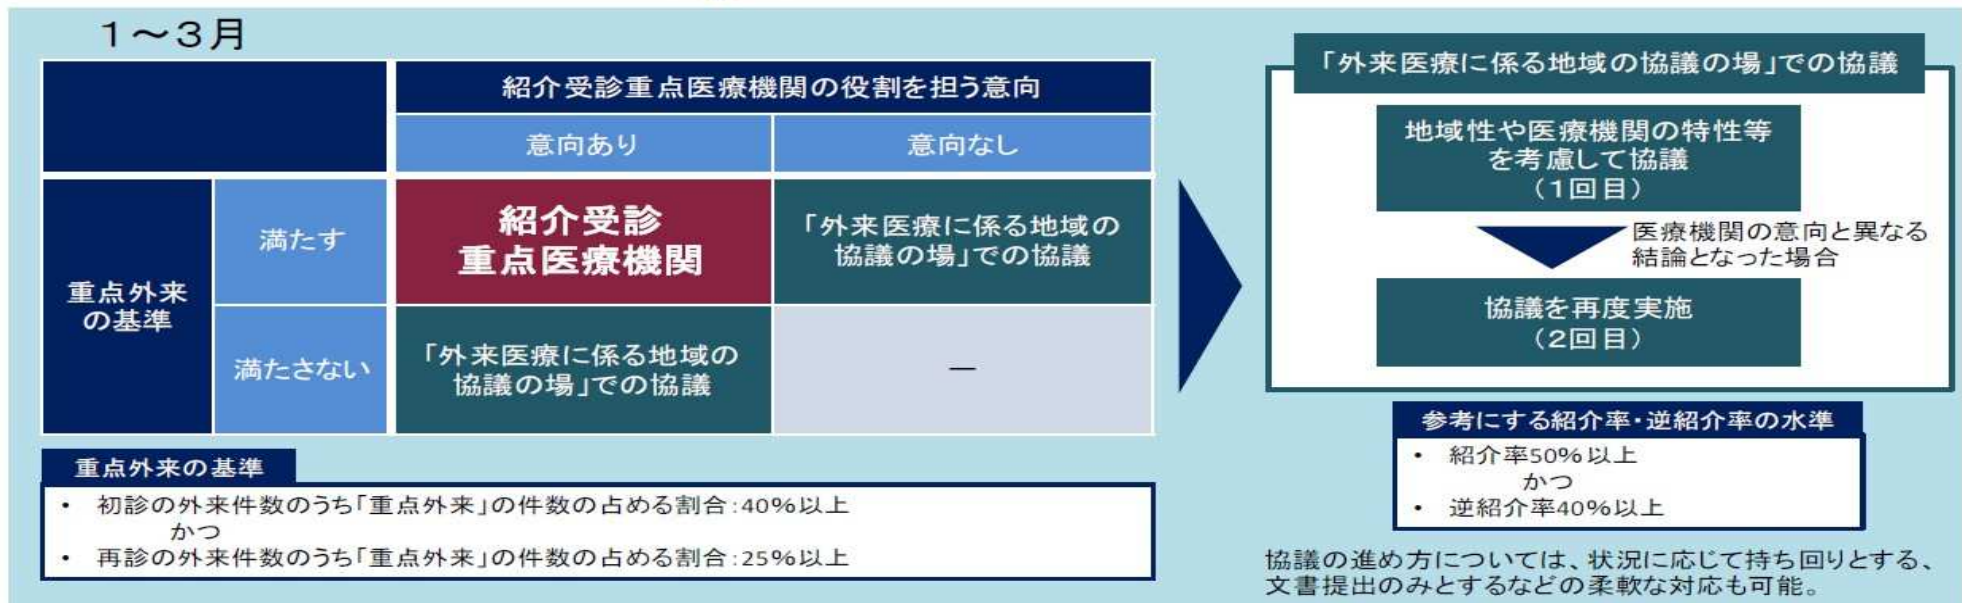 1～3月
紹介受診重点医療機関の役割を担う意向
意向あり
意向なし
重点外来
の基準
満たす
紹介受診
重点医療機関
「外来医療に係る地域の
協議の場」での協議
満たさない
「外来医療に係る地域の
協議の場」での協議
―
重点外来の基準
• 初診の外来件数のうち「重点外来」の件数の占める割合:40%以上
かつ
• 再診の外来件数のうち「重点外来」の件数の占める割合:25%以上
「外来医療に係る地域の協議の場」での協議
地域性や医療機関の特性等
を考慮して協議
(1回目)
医療機関の意向と異なる
結論となった場合
協議を再度実施
(2回目)
参考にする紹介率・逆紹介率の水準
• 紹介率50%以上
かつ
• 逆紹介率40%以上
協議の進め方については、状況に応じて持ち回りとする、
文書提出のみとするなどの柔軟な対応も可能。